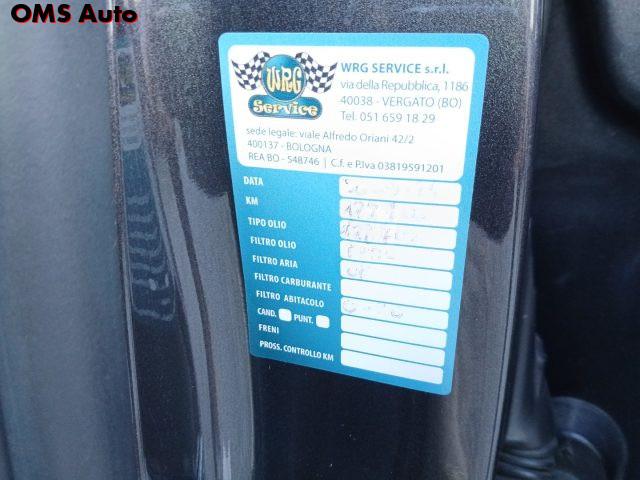 OMS Auto
WRG
Service
WRG SERVICE s.r.l.
via della Repubblica, 1186
40038 - VERGATO (BO)
Tel. 051 659 18 29
sede legale: viale Alfredo Oriani 42/2
400137 - BOLOGNA
REA BO - 548746 | C.f. e P.Iva 03819591201
DATA
KM
TIPO OLIO
FILTRO OLIO
FILTRO ARIA
FILTRO CARBURANTE
FILTRO ABITACOLO
CAND. PUNT.
FRENI
PROSS. CONTROLLO KM